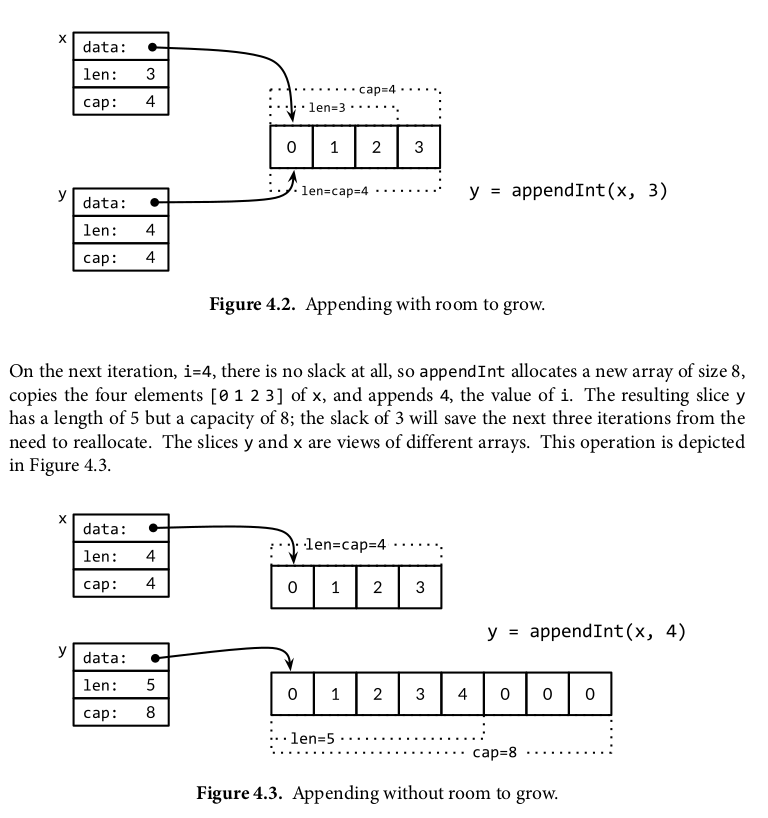 x
data:
len: 3
cap: 4
cap=4
len=3
0 1 2 3
len=cap=4
y = appendInt(x, 3)
y
data:
len: 4
cap: 4
Figure 4.2. Appending with room to grow.
On the next iteration, i=4, there is no slack at all, so appendInt allocates a new array of size 8,
copies the four elements [0 1 2 3] of x, and appends 4, the value of i. The resulting slice y
has a length of 5 but a capacity of 8; the slack of 3 will save the next three iterations from the
need to reallocate. The slices y and x are views of different arrays. This operation is depicted
in Figure 4.3.
x
data:
len: 4
cap: 4
len=cap=4
0 1 2 3
y = appendInt(x, 4)
y
data:
len: 5
cap: 8
0 1 2 3 4 0 0 0
len=5
cap=8
Figure 4.3. Appending without room to grow.